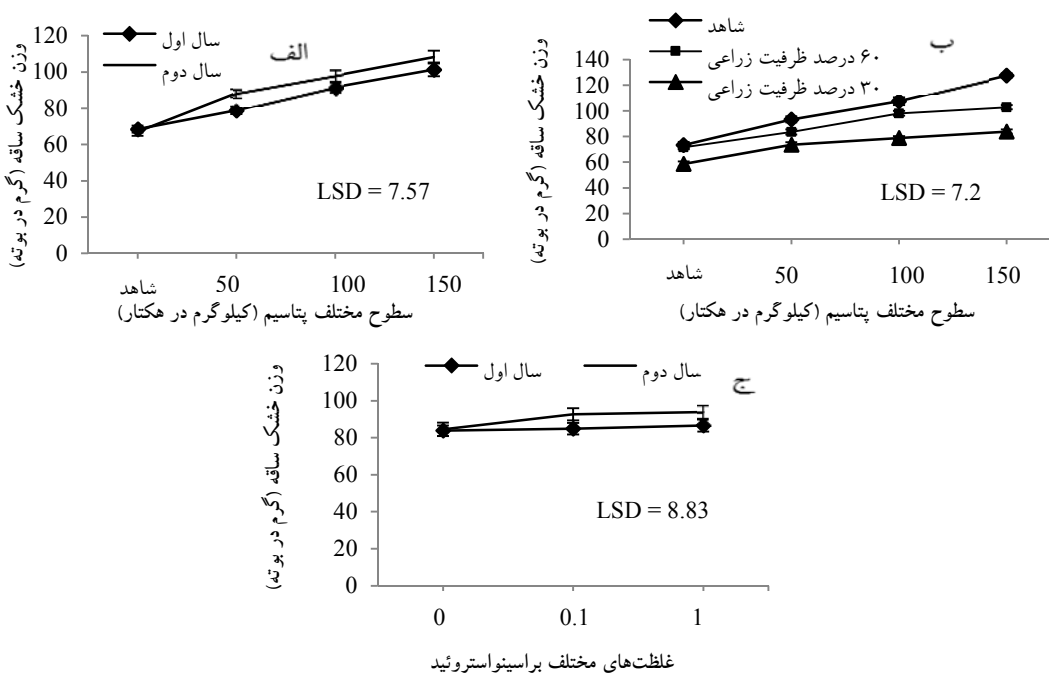 الف
سال اول
سال دوم
وزن خشک ساقه (گرم در بوته)
120
100
80
60
40
20
0
LSD = 7.57
شاهد 50 100 150
سطوح مختلف پتاسیم (کیلوگرم در هکتار)
ب
شاهد
۶۰ درصد ظرفیت زراعی
۳۰ درصد ظرفیت زراعی
وزن خشک ساقه (گرم در بوته)
140
120
100
80
60
40
20
0
LSD = 7.2
شاهد 50 100 150
سطوح مختلف پتاسیم (کیلوگرم در هکتار)
ج
سال اول
سال دوم
وزن خشک ساقه (گرم در بوته)
120
100
80
60
40
20
0
LSD = 8.83
0 0.1 1
غلظت‌های مختلف براسینواستروئید